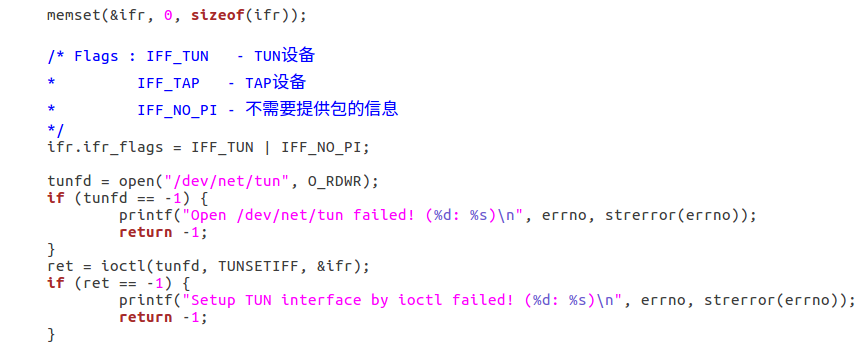 memset(&ifr, 0, sizeof(ifr));
/* Flags : IFF_TUN   - TUN设备
*         IFF_TAP   - TAP设备
*         IFF_NO_PI - 不需要提供包的信息
*/
ifr.ifr_flags = IFF_TUN | IFF_NO_PI;
tunfd = open("/dev/net/tun", O_RDWR);
if (tunfd == -1) {
        printf("Open /dev/net/tun failed! (%d: %s)\n", errno, strerror(errno));
        return -1;
}
ret = ioctl(tunfd, TUNSETIFF, &ifr);
if (ret == -1) {
        printf("Setup TUN interface by ioctl failed! (%d: %s)\n", errno, strerror(errno));
        return -1;
}